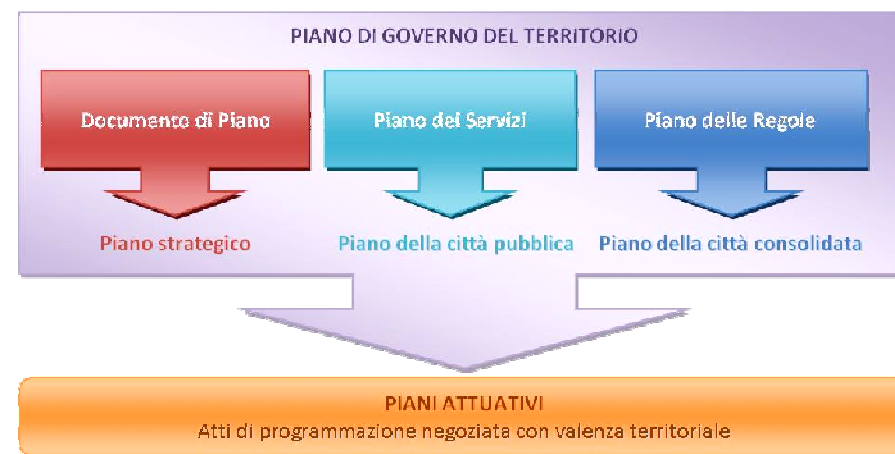 PIANO DI GOVERNO DEL TERRITORIO
Documento di Piano
Piano dei Servizi
Piano delle Regole
Piano strategico
Piano della città pubblica
Piano della città consolidata
PIANI ATTUATIVI
Atti di programmazione negoziata con valenza territoriale